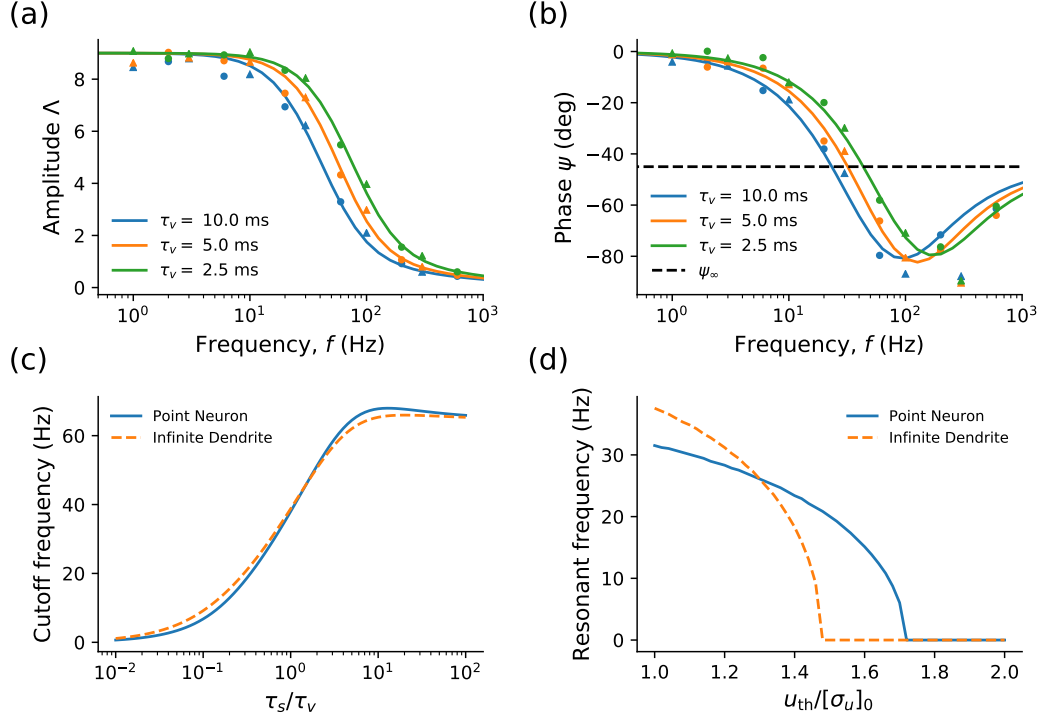 (a)
Amplitude Λ
8
6
4
2
0
τᵥ = 10.0 ms
τᵥ = 5.0 ms
τᵥ = 2.5 ms
10⁰ 10¹ 10² 10³
Frequency, f (Hz)
(b)
Phase ψ (deg)
0
−20
−40
−60
−80
τᵥ = 10.0 ms
τᵥ = 5.0 ms
τᵥ = 2.5 ms
ψ∞
10⁰ 10¹ 10² 10³
Frequency, f (Hz)
(c)
Cutoff frequency (Hz)
60
40
20
0
Point Neuron
Infinite Dendrite
10⁻² 10⁻¹ 10⁰ 10¹ 10²
τₛ/τᵥ
(d)
Resonant frequency (Hz)
30
20
10
0
Point Neuron
Infinite Dendrite
1.0 1.2 1.4 1.6 1.8 2.0
u_th/[σᵤ]₀